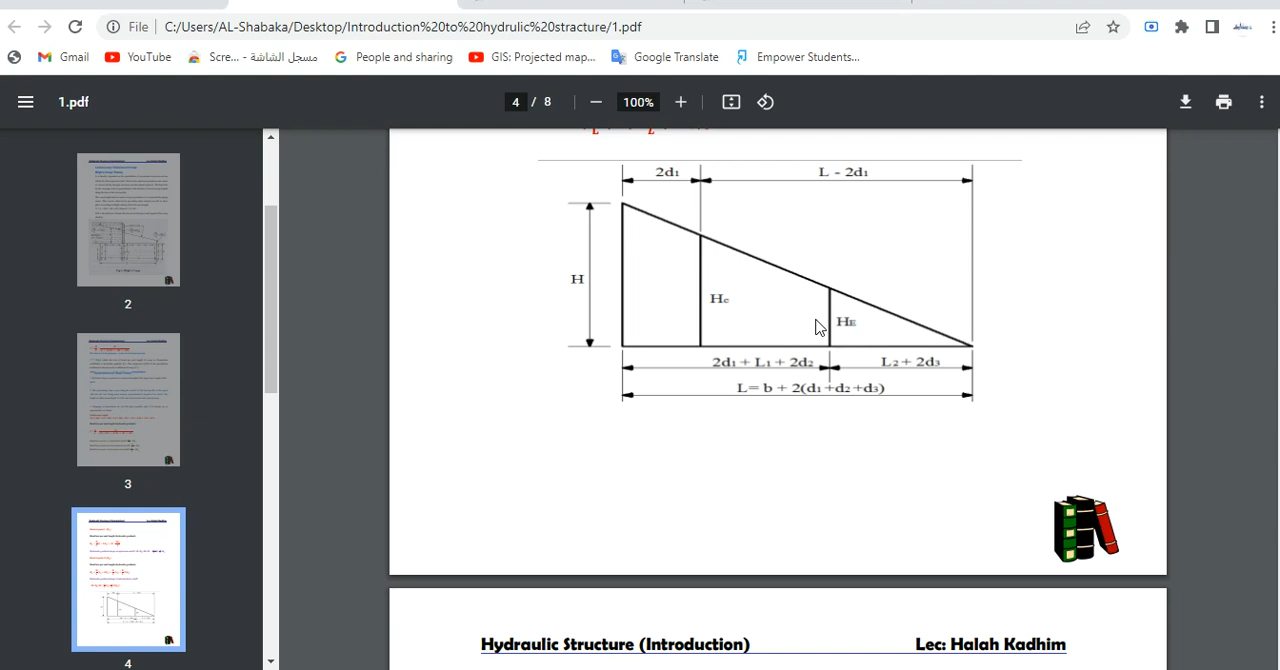 File
C:/Users/AL-Shabaka/Desktop/Introduction%20to%20hydrulic%20stracture/1.pdf
Gmail
YouTube
Scre... - مسجل الشاشة
People and sharing
GIS: Projected map...
Google Translate
Empower Students...
1.pdf
4 / 8
100%
2
3
4
2d₁
L - 2d₁
H
Hc
HE
2d₁ + L₁ + 2d₂
L₂ + 2d₃
L= b + 2(d₁+d₂+d₃)
Hydraulic Structure (Introduction) Lec: Halah Kadhim